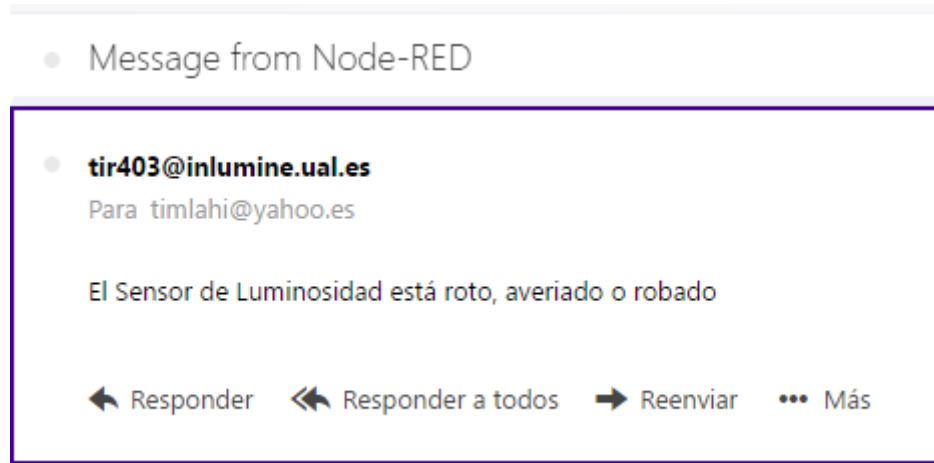 Message from Node-RED
tir403@inlumine.ual.es
Para timlahi@yahoo.es
El Sensor de Luminosidad está roto, averiado o robado
Responder Responder a todos Reenviar Más